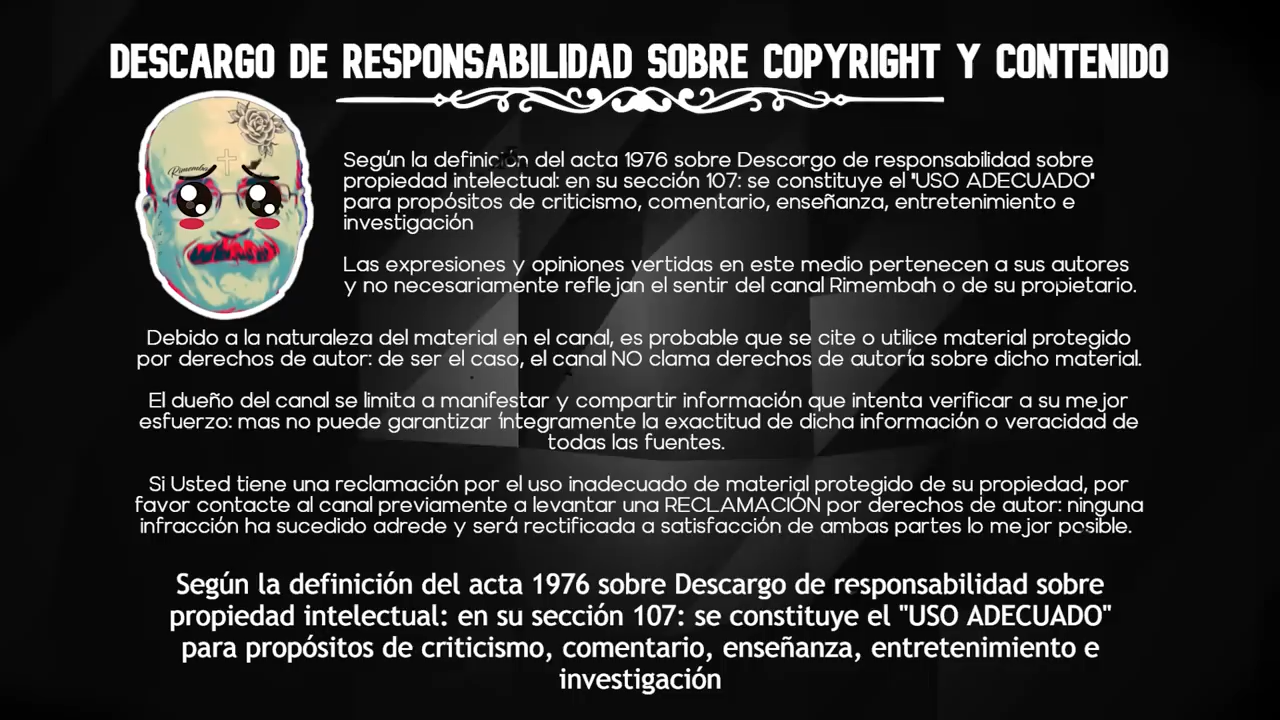 DESCARGO DE RESPONSABILIDAD SOBRE COPYRIGHT Y CONTENIDO
Rimembah
Según la definición del acta 1976 sobre Descargo de responsabilidad sobre
propiedad intelectual: en su sección 107: se constituye el "USO ADECUADO"
para propósitos de criticismo, comentario, enseñanza, entretenimiento e
investigación
Las expresiones y opiniones vertidas en este medio pertenecen a sus autores
y no necesariamente reflejan el sentir del canal Rimembah o de su propietario.
Debido a la naturaleza del material en el canal, es probable que se cite o utilice material protegido
por derechos de autor: de ser el caso, el canal NO clama derechos de autoría sobre dicho material.
El dueño del canal se limita a manifestar y compartir información que intenta verificar a su mejor
esfuerzo: mas no puede garantizar íntegramente la exactitud de dicha información o veracidad de
todas las fuentes.
Si Usted tiene una reclamación por el uso inadecuado de material protegido de su propiedad, por
favor contacte al canal previamente a levantar una RECLAMACIÓN por derechos de autor: ninguna
infracción ha sucedido adrede y será rectificada a satisfacción de ambas partes lo mejor posible.
Según la definición del acta 1976 sobre Descargo de responsabilidad sobre
propiedad intelectual: en su sección 107: se constituye el "USO ADECUADO"
para propósitos de criticismo, comentario, enseñanza, entretenimiento e
investigación